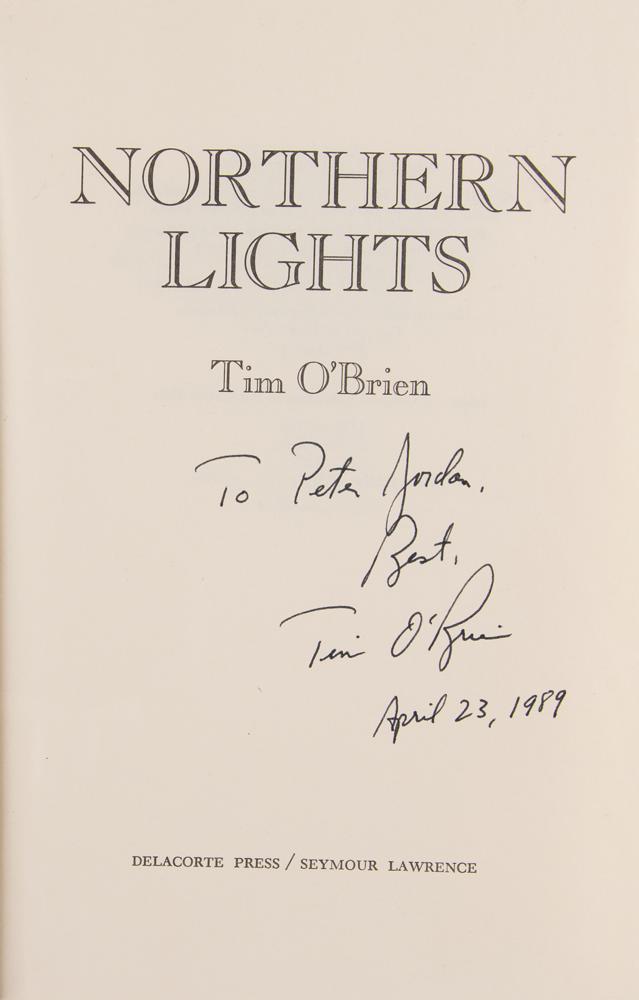 NORTHERN
LIGHTS
Tim O'Brien
To Peter Jordan,
Best,
Tim O'Brien
April 23, 1989
DELACORTE PRESS / SEYMOUR LAWRENCE